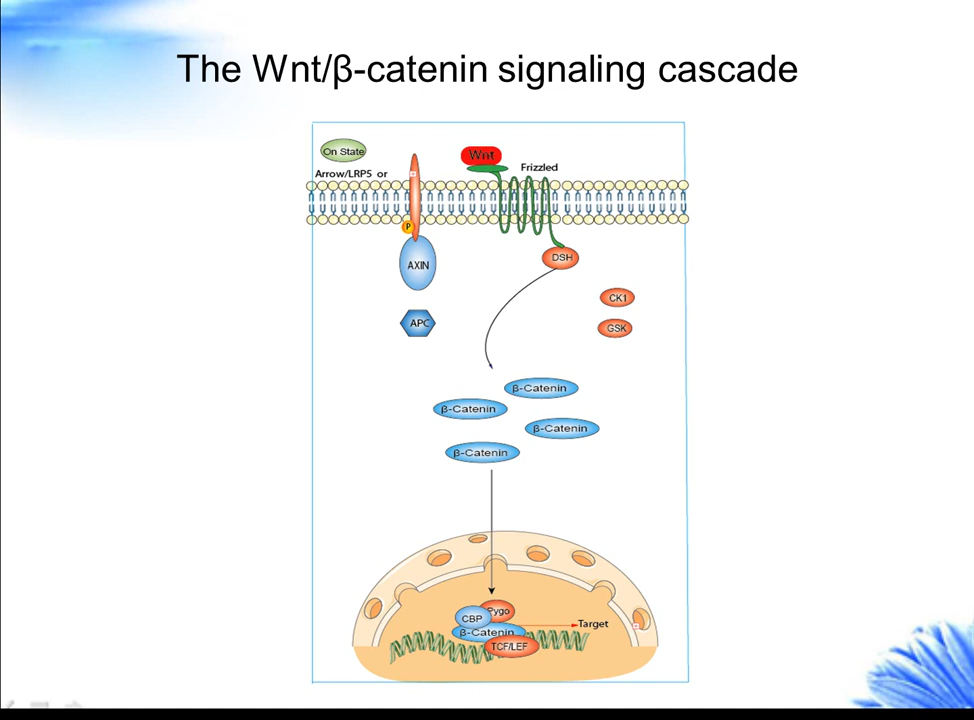 The Wnt/β-catenin signaling cascade
On State
Wnt
Arrow/LRP5 or
Frizzled
P
AXIN
DSH
CK1
APC
GSK
β-Catenin
β-Catenin
β-Catenin
β-Catenin
Pygo
CBP
Target
β-Catenin
TCF/LEF